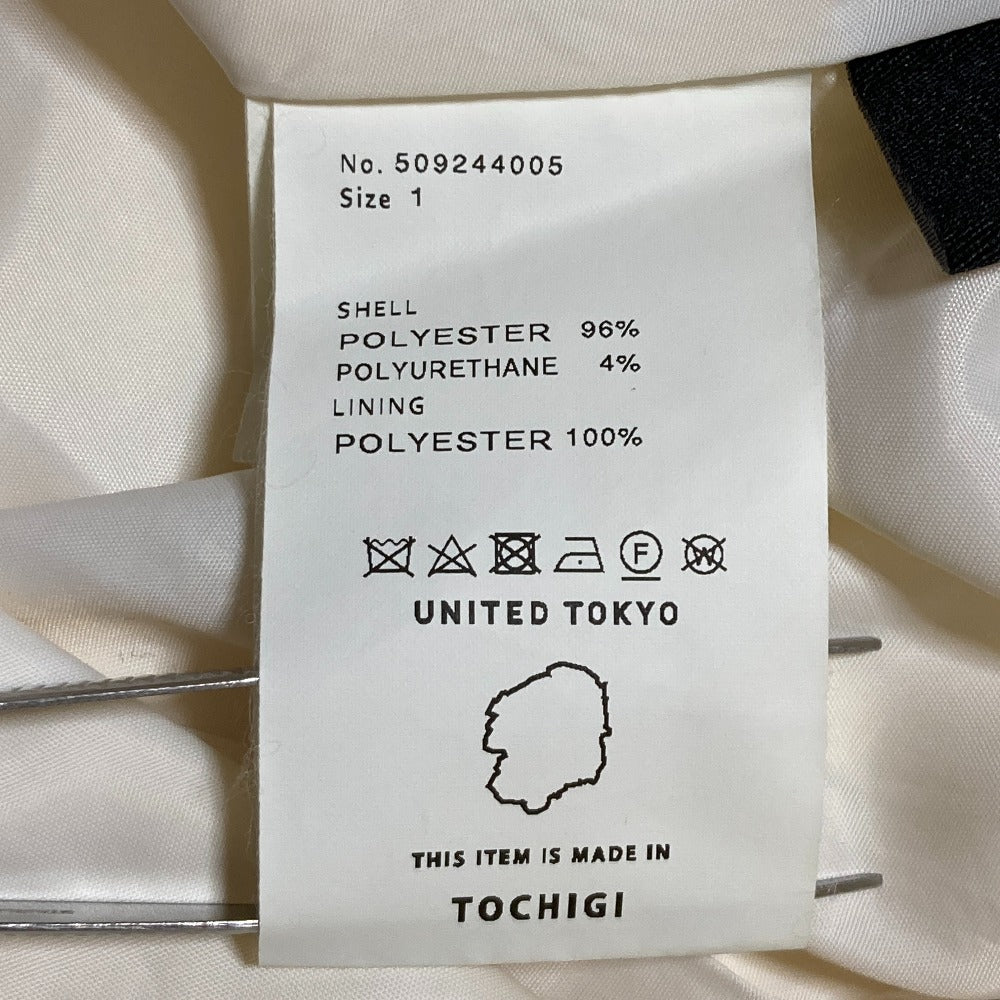 No. 509244005
Size 1
SHELL
POLYESTER 96%
POLYURETHANE 4%
LINING
POLYESTER 100%
F W
UNITED TOKYO
THIS ITEM IS MADE IN
TOCHIGI